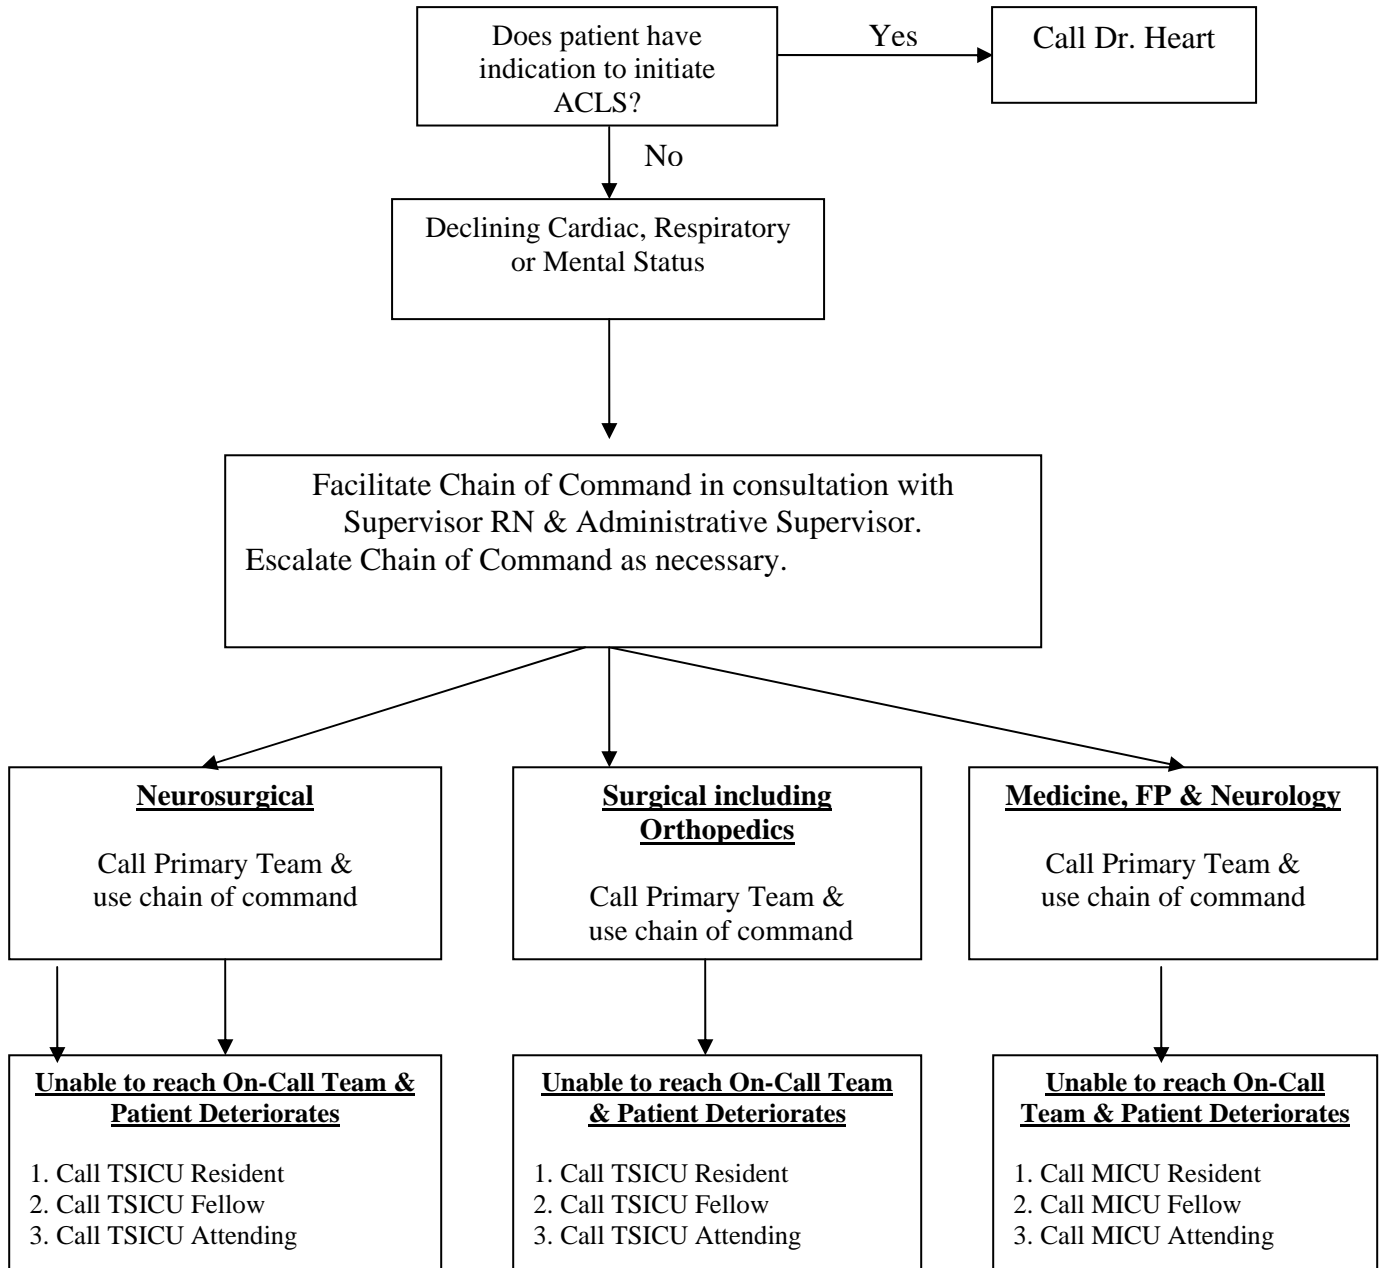 Does patient have
indication to initiate
ACLS?
Yes
Call Dr. Heart
No
Declining Cardiac, Respiratory
or Mental Status
Facilitate Chain of Command in consultation with
Supervisor RN & Administrative Supervisor.
Escalate Chain of Command as necessary.
Neurosurgical
Call Primary Team &
use chain of command
Surgical including
Orthopedics
Call Primary Team &
use chain of command
Medicine, FP & Neurology
Call Primary Team &
use chain of command
Unable to reach On-Call Team &
Patient Deteriorates
1. Call TSICU Resident
2. Call TSICU Fellow
3. Call TSICU Attending
Unable to reach On-Call Team
& Patient Deteriorates
1. Call TSICU Resident
2. Call TSICU Fellow
3. Call TSICU Attending
Unable to reach On-Call
Team & Patient Deteriorates
1. Call MICU Resident
2. Call MICU Fellow
3. Call MICU Attending